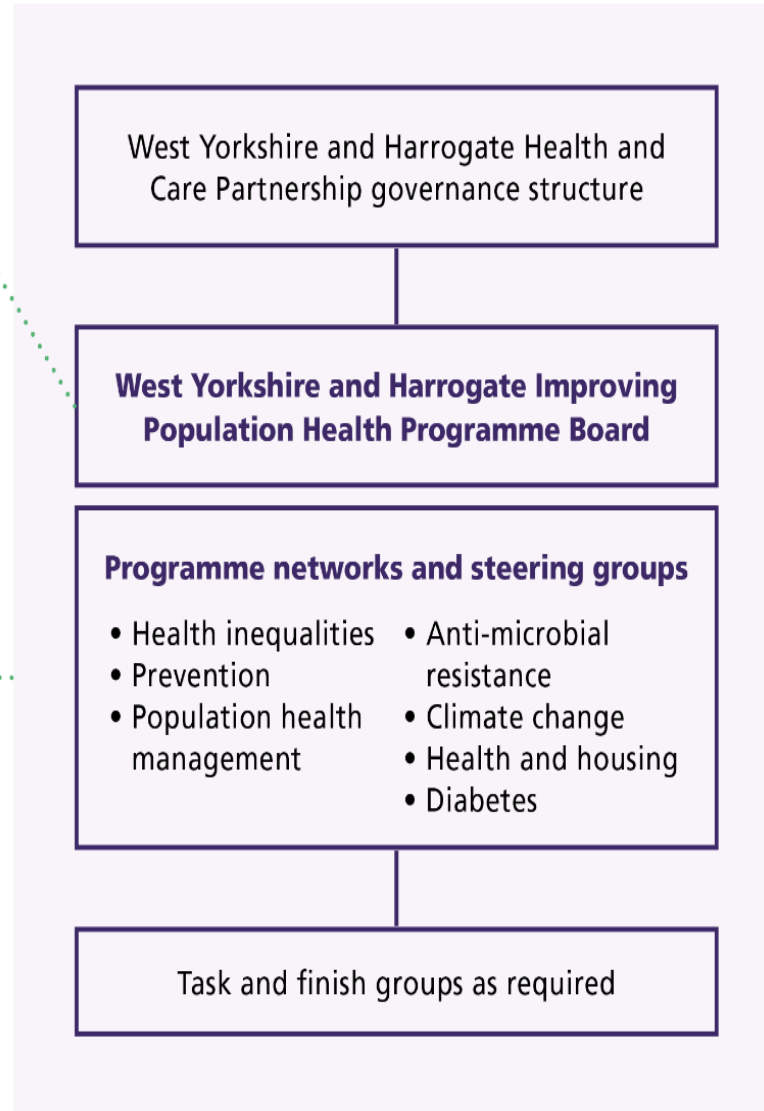 West Yorkshire and Harrogate Health and
Care Partnership governance structure
West Yorkshire and Harrogate Improving
Population Health Programme Board
Programme networks and steering groups
• Health inequalities
• Prevention
• Population health
management
• Anti-microbial
resistance
• Climate change
• Health and housing
• Diabetes
Task and finish groups as required